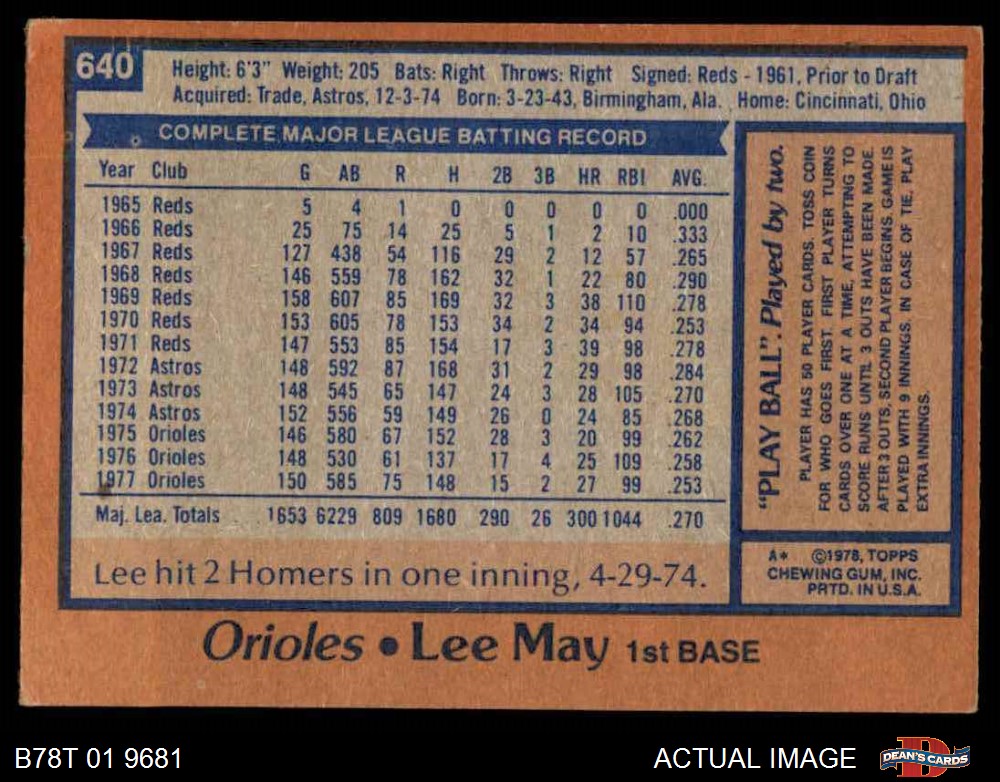 640
Height: 6'3" Weight: 205 Bats: Right Throws: Right Signed: Reds - 1961, Prior to Draft
Acquired: Trade, Astros, 12-3-74 Born: 3-23-43, Birmingham, Ala. Home: Cincinnati, Ohio
COMPLETE MAJOR LEAGUE BATTING RECORD
Year Club G AB R H 2B 3B HR RBI AVG.
1965 Reds 5 4 1 0 0 0 0 0 .000
1966 Reds 25 75 14 25 5 1 2 10 .333
1967 Reds 127 438 54 116 29 2 12 57 .265
1968 Reds 146 559 78 162 32 1 22 80 .290
1969 Reds 158 607 85 169 32 3 38 110 .278
1970 Reds 153 605 78 153 34 2 34 94 .253
1971 Reds 147 553 85 154 17 3 39 98 .278
1972 Astros 148 592 87 168 31 2 29 98 .284
1973 Astros 148 545 65 147 24 3 28 105 .270
1974 Astros 152 556 59 149 26 0 24 85 .268
1975 Orioles 146 580 67 152 28 3 20 99 .262
1976 Orioles 148 530 61 137 17 4 25 109 .258
1977 Orioles 150 585 75 148 15 2 27 99 .253
Maj. Lea. Totals 1653 6229 809 1680 290 26 300 1044 .270
Lee hit 2 Homers in one inning, 4-29-74.
"PLAY BALL". Played by two.
PLAYER HAS 50 PLAYER CARDS. TOSS COIN
FOR WHO GOES FIRST. FIRST PLAYER TURNS
CARDS OVER ONE AT A TIME, ATTEMPTING TO
SCORE RUNS UNTIL 3 OUTS HAVE BEEN MADE.
AFTER 3 OUTS, SECOND PLAYER BEGINS. GAME IS
PLAYED WITH 9 INNINGS. IN CASE OF TIE, PLAY
EXTRA INNINGS.
A* ©1978, TOPPS
CHEWING GUM, INC.
PRTD. IN U.S.A.
Orioles • Lee May 1st BASE
B78T 01 9681
ACTUAL IMAGE
DEAN'S CARDS